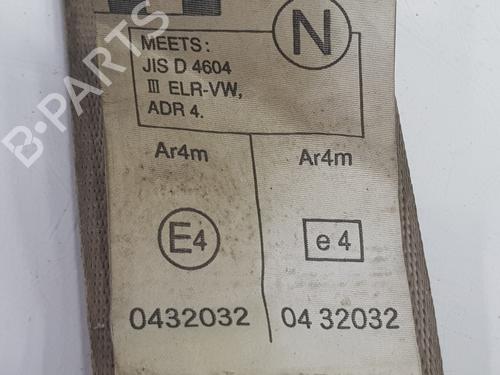 N
MEETS:
JIS D 4604
III ELR-VW,
ADR 4.
Ar4m
Ar4m
E4
e 4
0432032
04 32032
B-PARTS